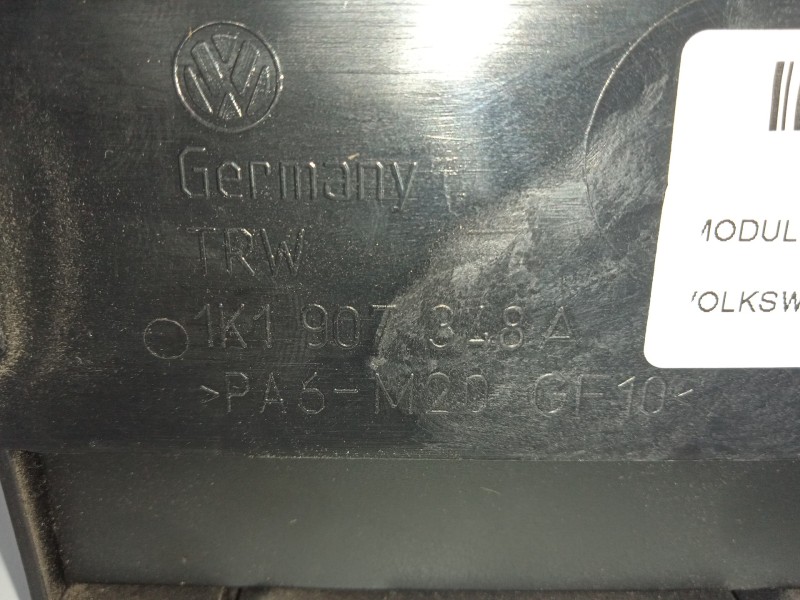 Germany
TRW
1K1 907 348 A
>PA6-M20 GF10<
MODUL
VOLKSW